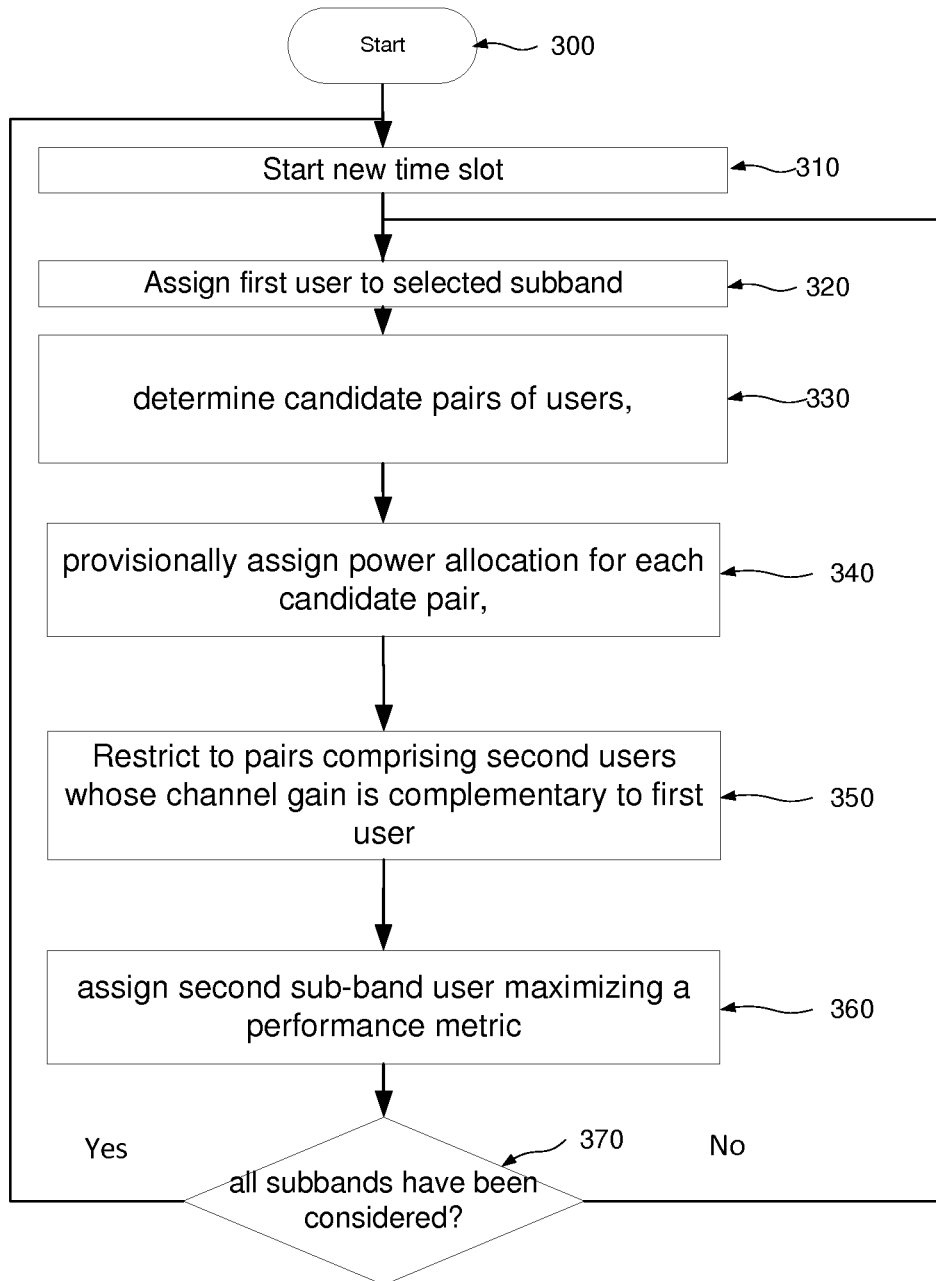 Start
300
Start new time slot
310
Assign first user to selected subband
320
determine candidate pairs of users,
330
provisionally assign power allocation for each
candidate pair,
340
Restrict to pairs comprising second users
whose channel gain is complementary to first
user
350
assign second sub-band user maximizing a
performance metric
360
370
Yes
No
all subbands have been
considered?